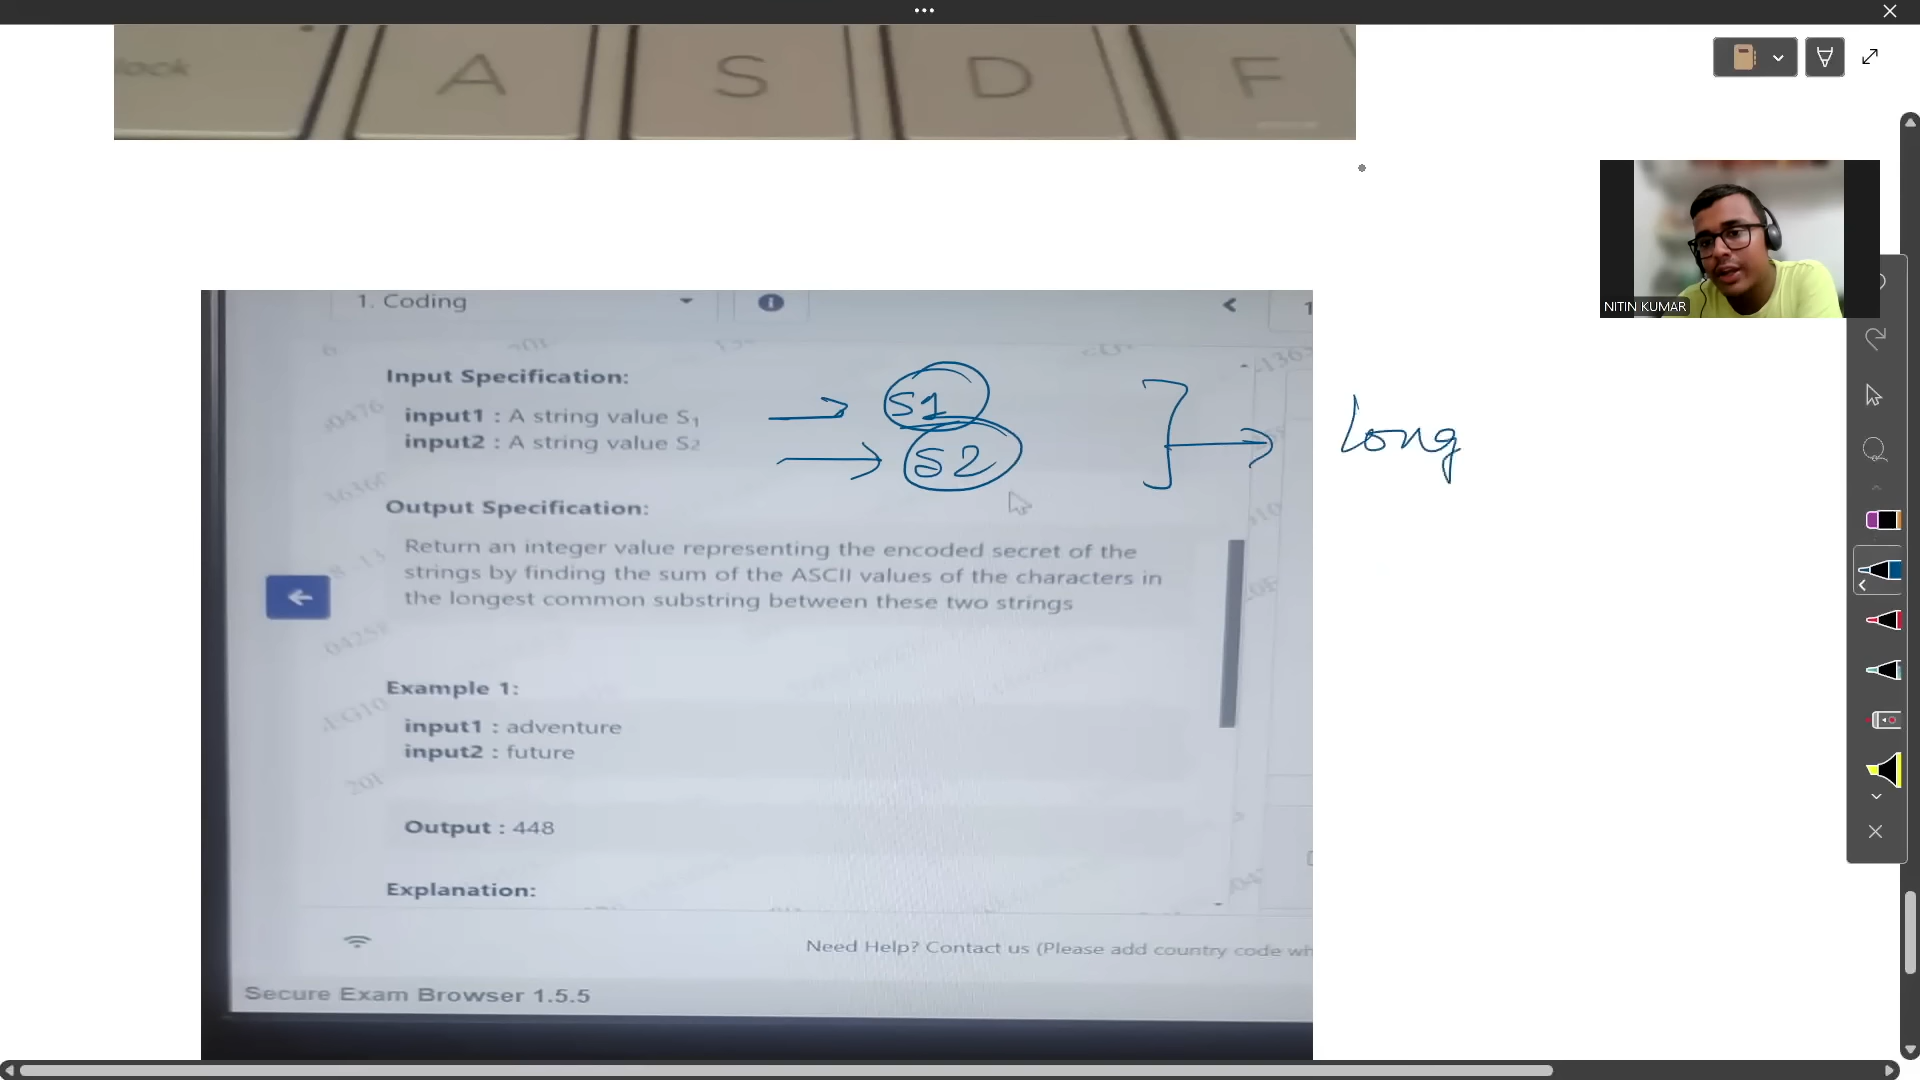 lock A S D F
NITIN KUMAR
1. Coding
Input Specification:
input1 : A string value S1
input2 : A string value S2
S1
S2
Long
Output Specification:
Return an integer value representing the encoded secret of the
strings by finding the sum of the ASCII values of the characters in
the longest common substring between these two strings
Example 1:
input1 : adventure
input2 : future
Output : 448
Explanation:
Need Help? Contact us (Please add country code wh
Secure Exam Browser 1.5.5